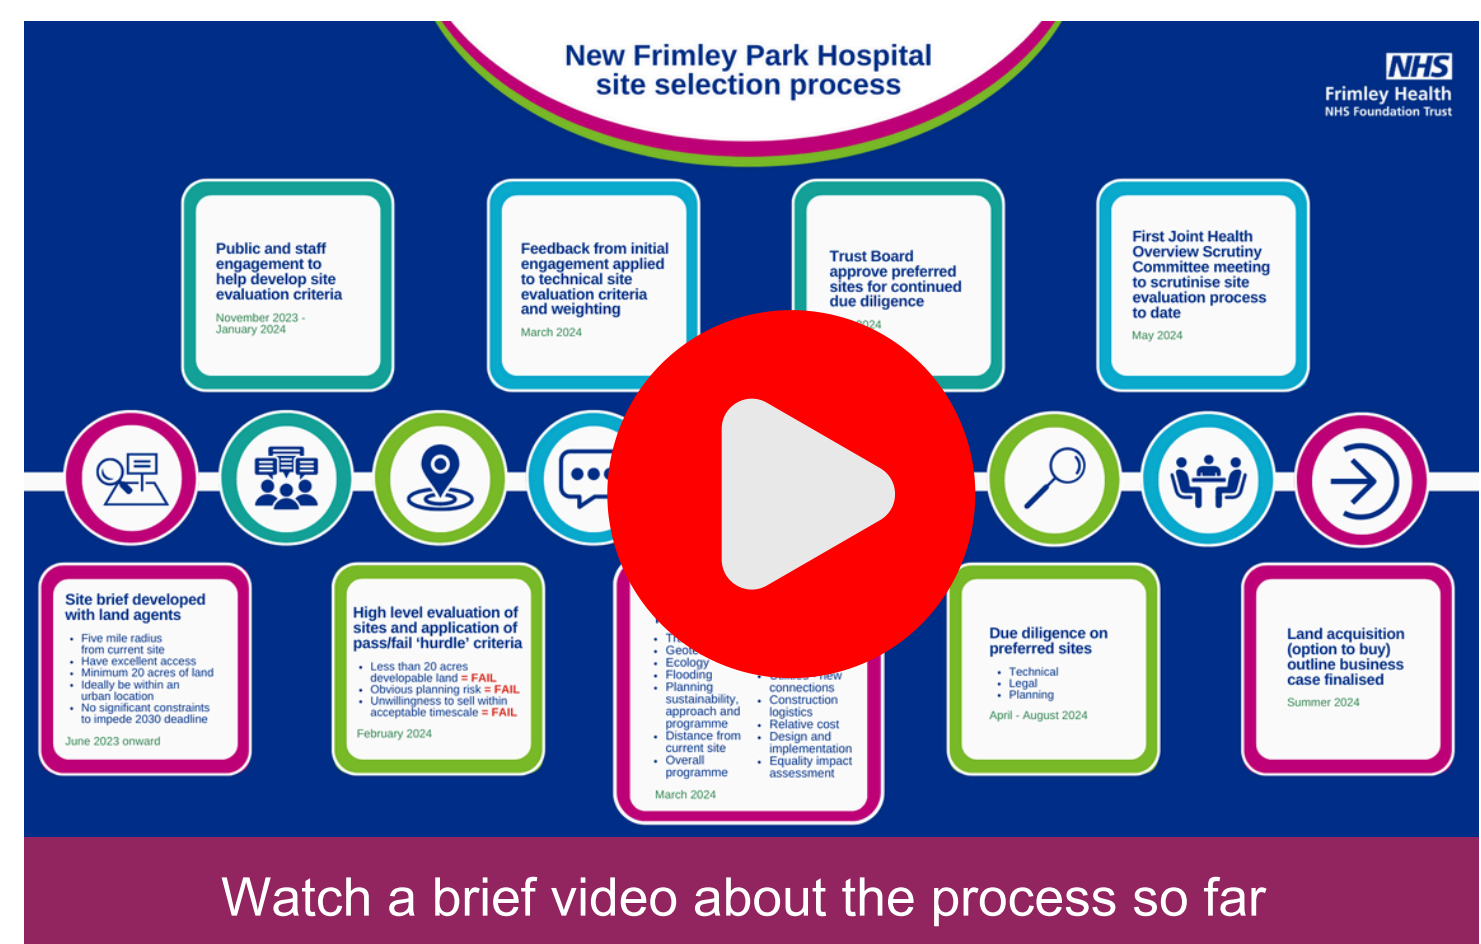 New Frimley Park Hospital
site selection process
NHS
Frimley Health
NHS Foundation Trust
Public and staff
engagement to
help develop site
evaluation criteria
November 2023 -
January 2024
Feedback from initial
engagement applied
to technical site
evaluation criteria
and weighting
March 2024
Trust Board
approve preferred
sites for continued
due diligence
2024
First Joint Health
Overview Scrutiny
Committee meeting
to scrutinise site
evaluation process
to date
May 2024
Site brief developed
with land agents
• Five mile radius
from current site
• Have excellent access
• Minimum 20 acres of land
• Ideally be within an
urban location
• No significant constraints
to impede 2030 deadline
June 2023 onward
High level evaluation of
sites and application of
pass/fail ‘hurdle’ criteria
• Less than 20 acres
developable land = FAIL
• Obvious planning risk = FAIL
• Unwillingness to sell within
acceptable timescale = FAIL
February 2024
• Ecology
• Flooding
• Planning
sustainability,
approach and
programme
• Distance from
current site
• Overall
programme
new
connections
• Construction
logistics
• Relative cost
• Design and
implementation
• Equality impact
assessment
March 2024
Due diligence on
preferred sites
• Technical
• Legal
• Planning
April - August 2024
Land acquisition
(option to buy)
outline business
case finalised
Summer 2024
Watch a brief video about the process so far